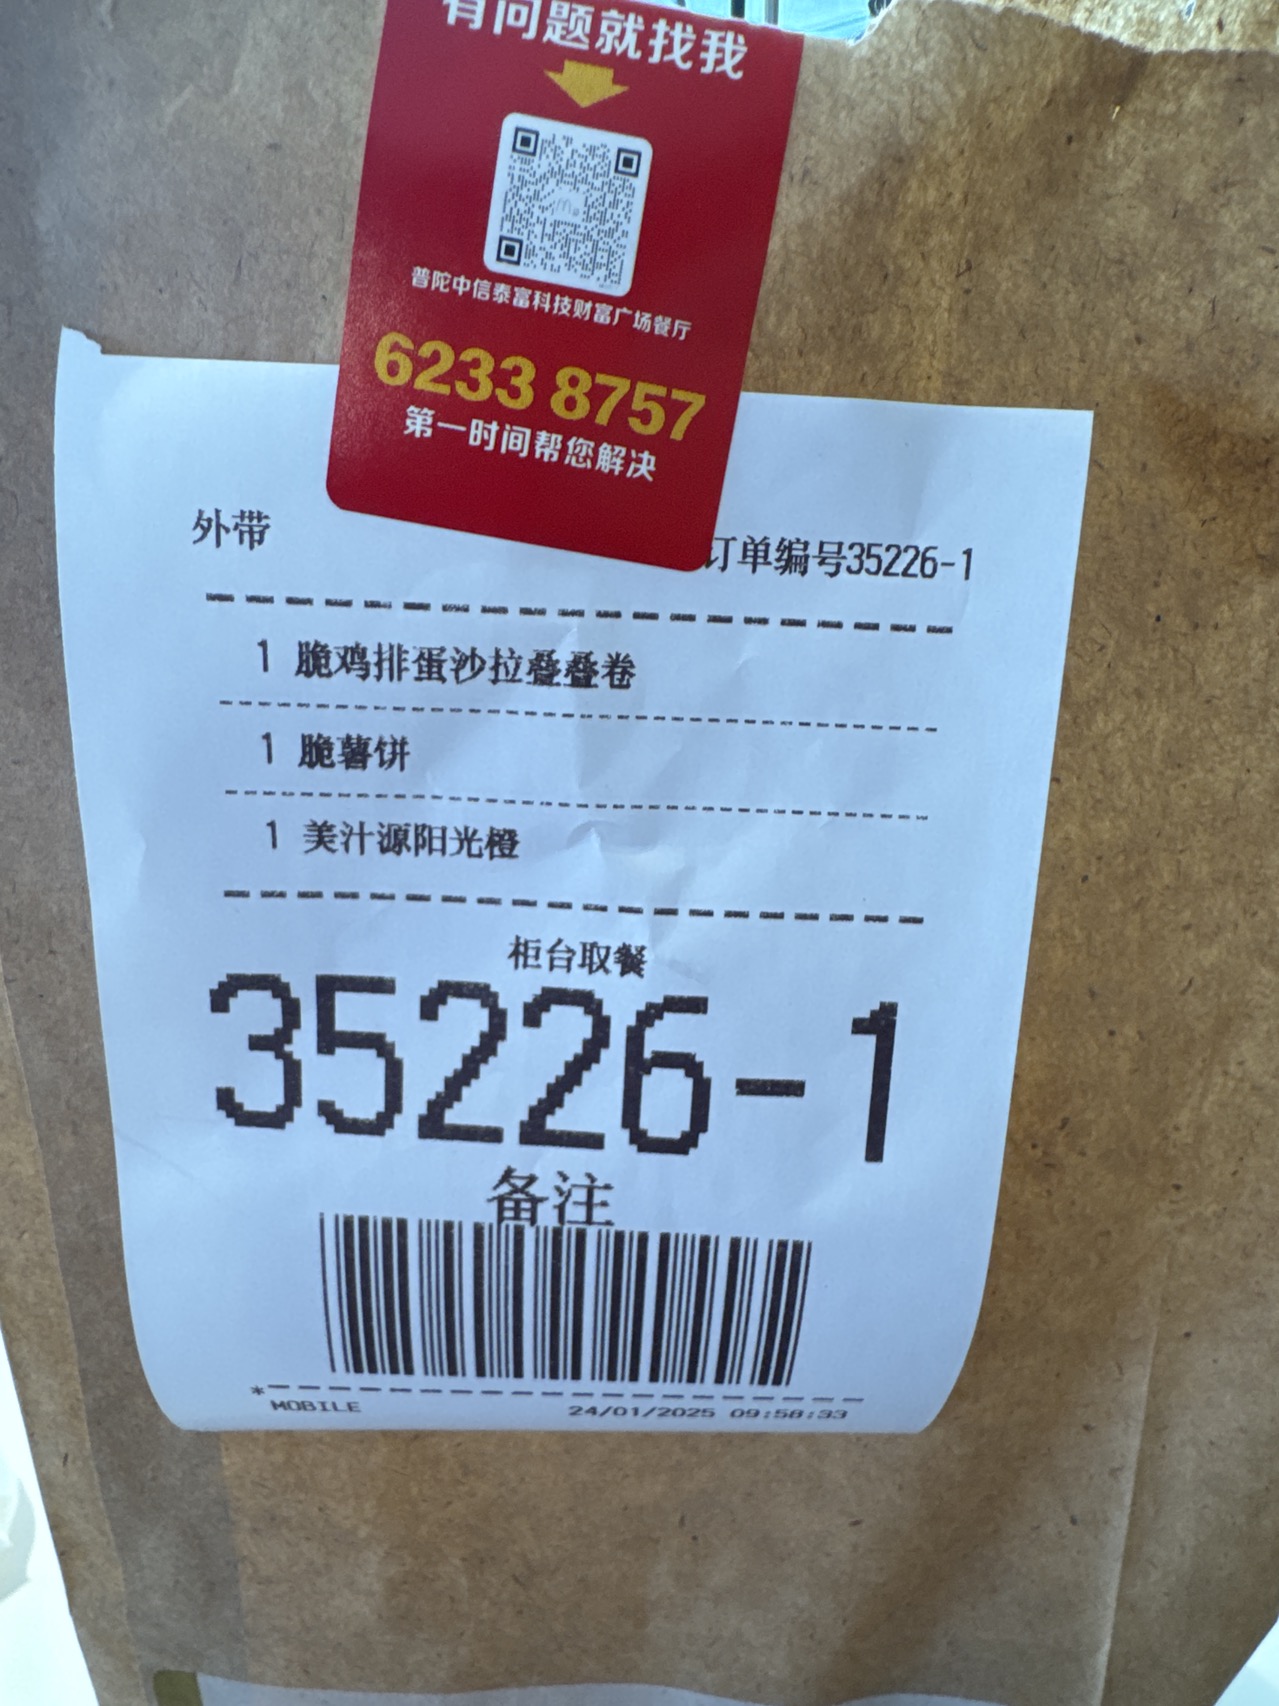 有问题就找我
普陀中信泰富科技财富广场餐厅
6233 8757
第一时间帮您解决
外带
订单编号35226-1
1 脆鸡排蛋沙拉叠叠卷
1 脆薯饼
1 美汁源阳光橙
柜台取餐
35226-1
备注
*
MOBILE 24/01/2025 09:58:33